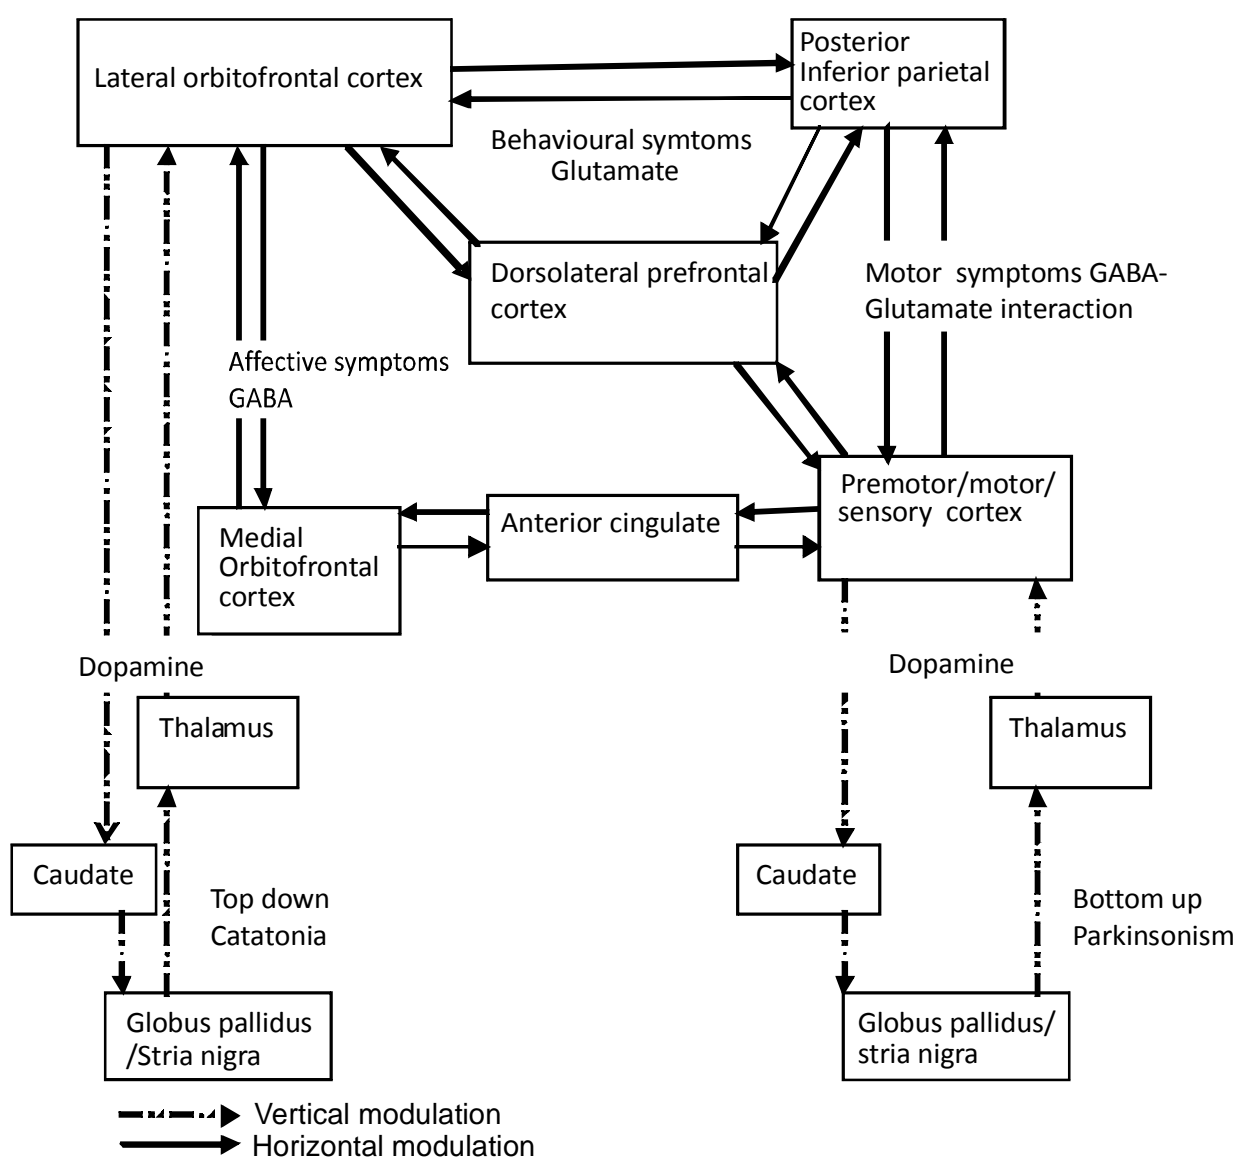 Lateral orbitofrontal cortex
Posterior
Inferior parietal
cortex
Behavioural symtoms
Glutamate
Dorsolateral prefrontal
cortex
Motor symptoms GABA-
Glutamate interaction
Affective symptoms
GABA
Medial
Orbitofrontal
cortex
Anterior cingulate
Premotor/motor/
sensory cortex
Dopamine
Dopamine
Thalamus
Thalamus
Caudate
Caudate
Top down
Catatonia
Bottom up
Parkinsonism
Globus pallidus
/Stria nigra
Globus pallidus/
stria nigra
Vertical modulation
Horizontal modulation